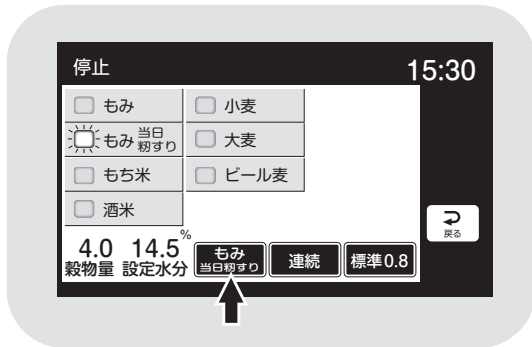 停止 15:30
もみ 小麦
もみ 当日籾すり 大麦
もち米 ビール麦
酒米
戻る
4.0 14.5%
穀物量 設定水分
もみ 当日籾すり 連続 標準0.8